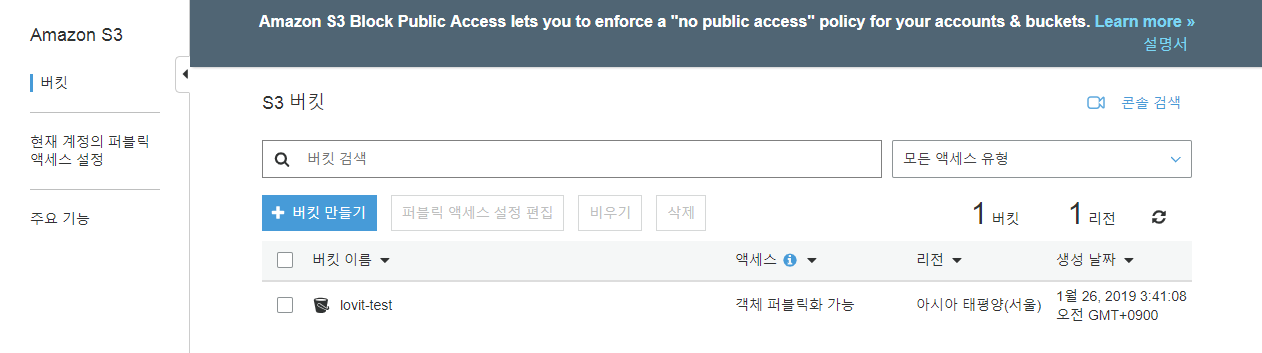 Amazon S3
버킷
현재 계정의 퍼블릭
액세스 설정
주요 기능
Amazon S3 Block Public Access lets you to enforce a "no public access" policy for your accounts & buckets. Learn more »
설명서
S3 버킷
콘솔 검색
버킷 검색
모든 액세스 유형
+ 버킷 만들기
퍼블릭 액세스 설정 편집
비우기
삭제
1 버킷
1 리전
버킷 이름
액세스
리전
생성 날짜
lovit-test
객체 퍼블릭화 가능
아시아 태평양(서울)
1월 26, 2019 3:41:08
오전 GMT+0900